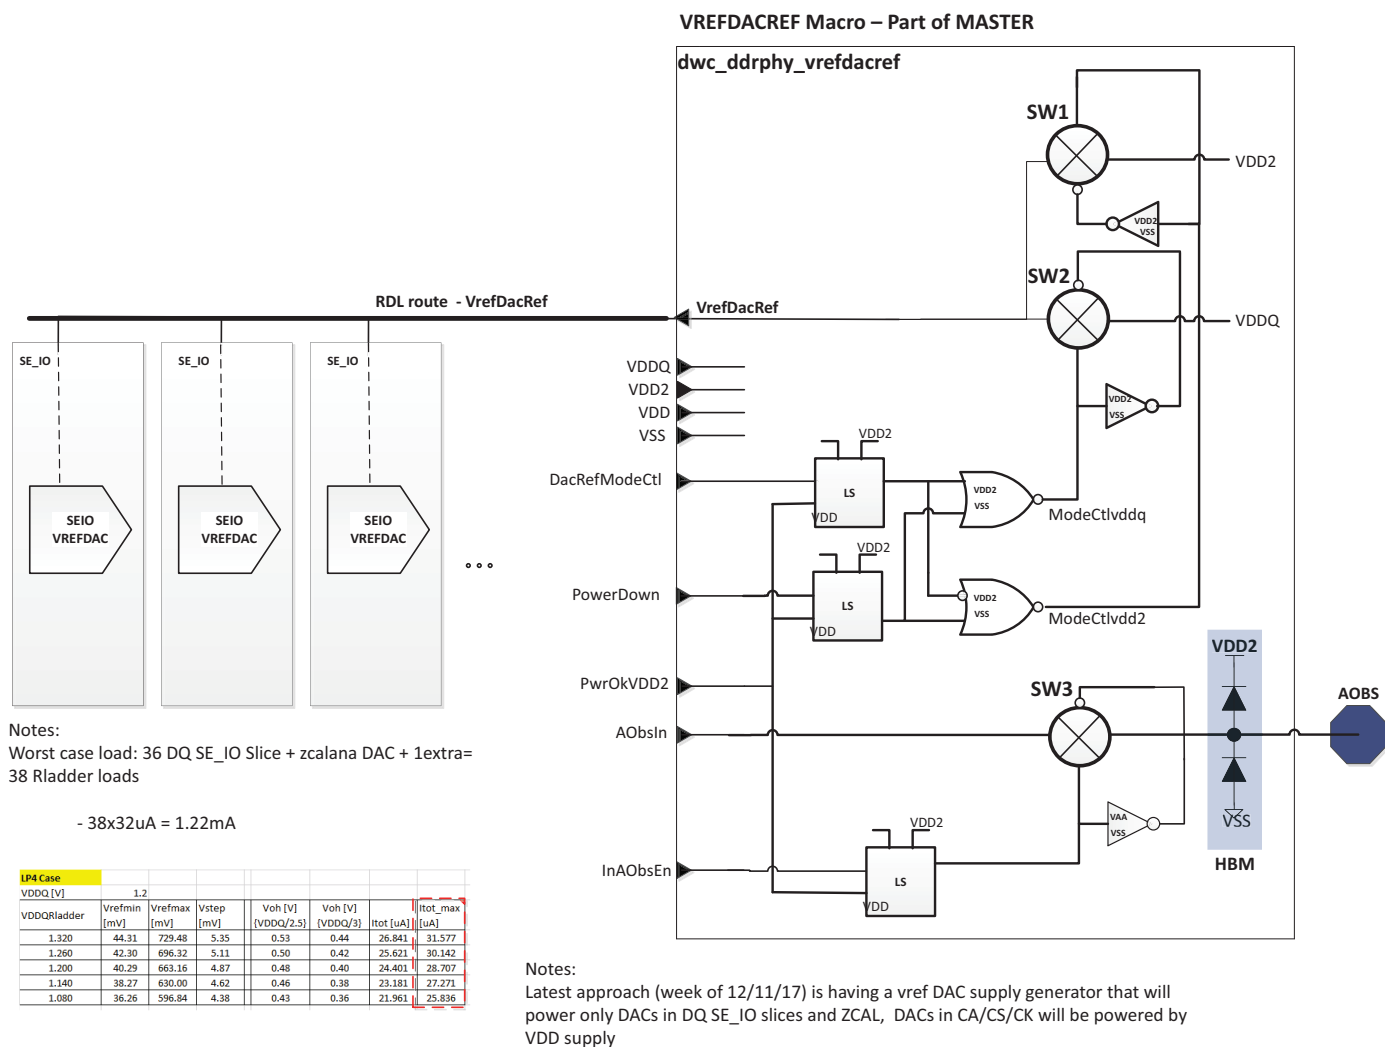 VREFDACREF Macro – Part of MASTER
dwc_ddrphy_vrefdacref
SW1
VDD2
VDD2
VSS
SW2
RDL route - VrefDacRef
VrefDacRef
VDDQ
SE_IO
SE_IO
SE_IO
VDDQ
VDD2
VDD
VSS
VDD2
VSS
VDD2
DacRefModeCtl
LS
VDD
VDD2
VSS
ModeCtlvddq
SEIO
VREFDAC
SEIO
VREFDAC
SEIO
VREFDAC
VDD2
PowerDown
LS
VDD
VDD2
VSS
ModeCtlvdd2
VDD2
PwrOkVDD2
SW3
AOBS
AObsIn
Notes:
Worst case load: 36 DQ SE_IO Slice + zcalana DAC + 1extra=
38 Rladder loads
- 38x32uA = 1.22mA
VAA
VSS
VDD2
VSS
HBM
InAObsEn
LS
VDD
LP4 Case
VDDQ [V] 1.2
VDDQRladder Vrefmin [mV] Vrefmax [mV] Vstep [mV] Voh [V] {VDDQ/2.5} Voh [V] {VDDQ/3} Itot [uA] Itot_max [uA]
1.320 44.31 729.48 5.35 0.53 0.44 26.841 31.577
1.260 42.30 696.32 5.11 0.50 0.42 25.621 30.142
1.200 40.29 663.16 4.87 0.48 0.40 24.401 28.707
1.140 38.27 630.00 4.62 0.46 0.38 23.181 27.271
1.080 36.26 596.84 4.38 0.43 0.36 21.961 25.836
Notes:
Latest approach (week of 12/11/17) is having a vref DAC supply generator that will
power only DACs in DQ SE_IO slices and ZCAL, DACs in CA/CS/CK will be powered by
VDD supply